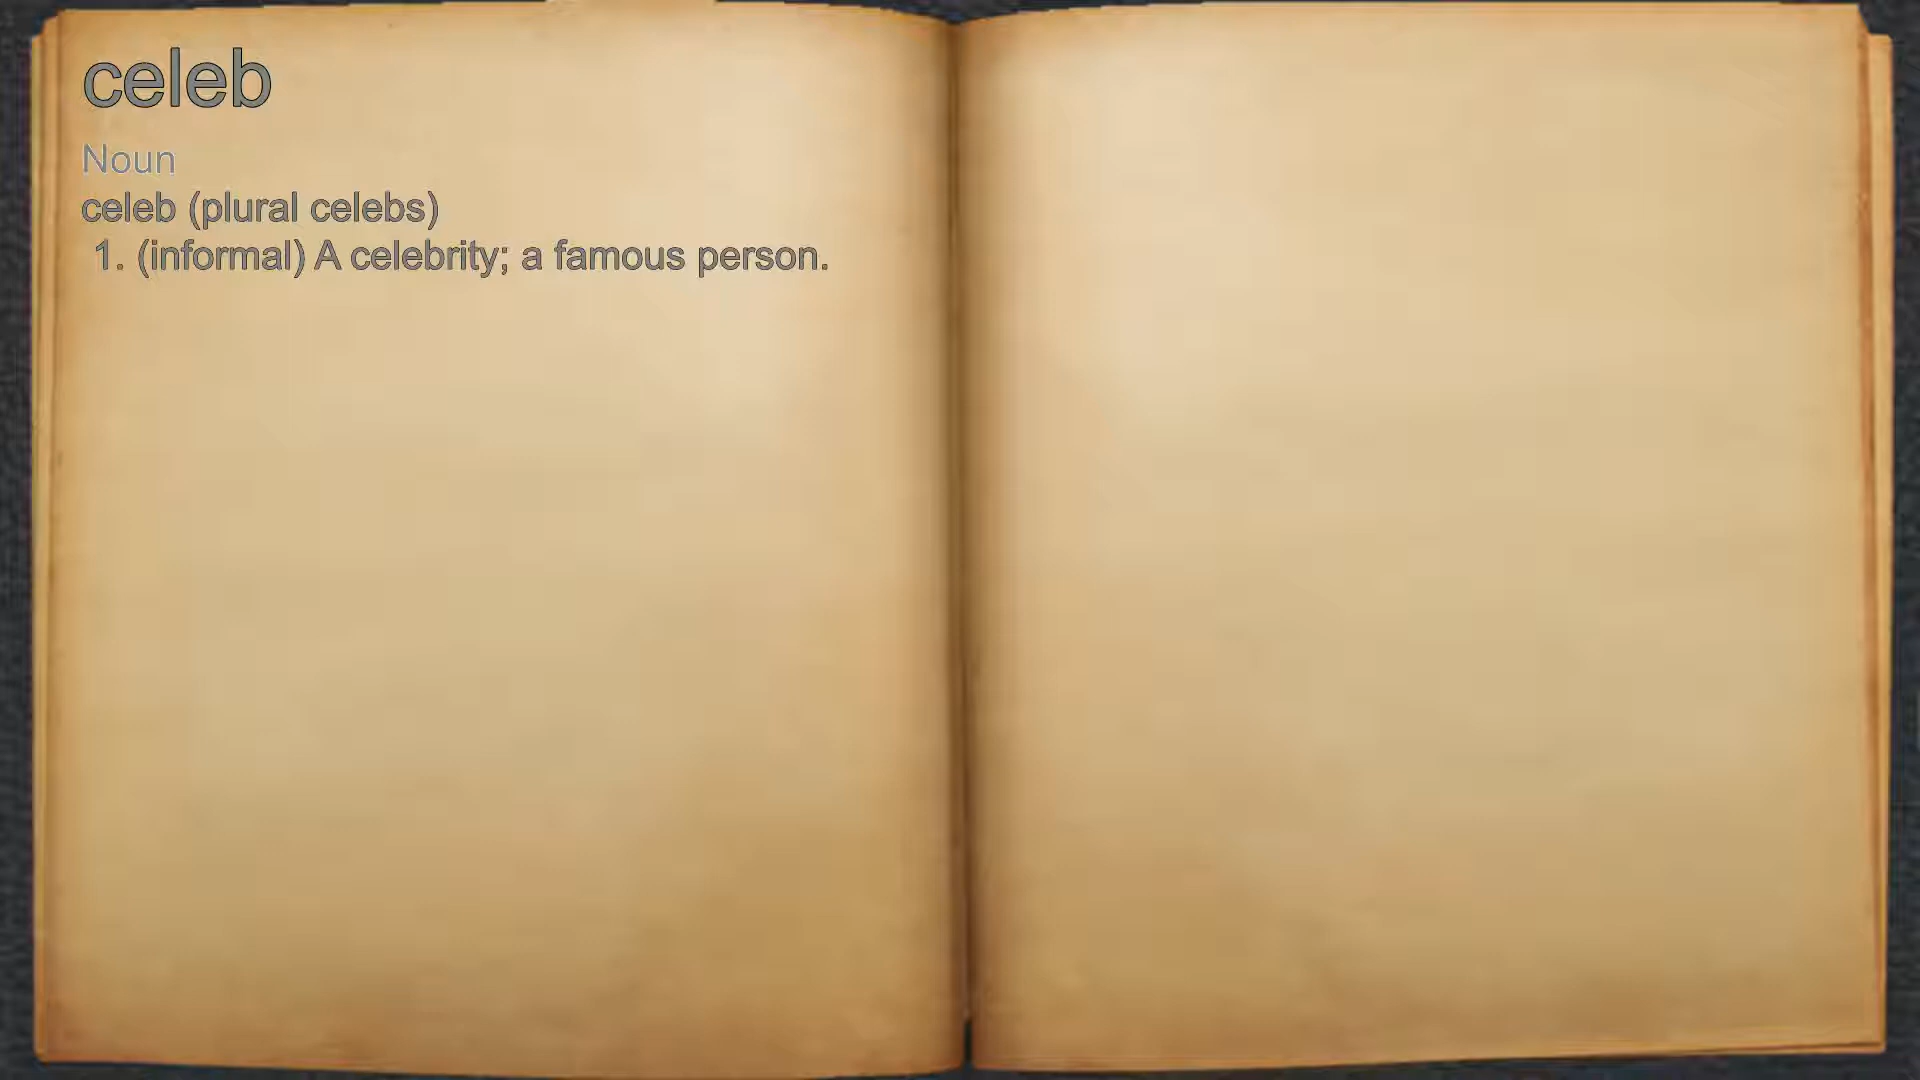 celeb
Noun
celeb (plural celebs)
1. (informal) A celebrity; a famous person.